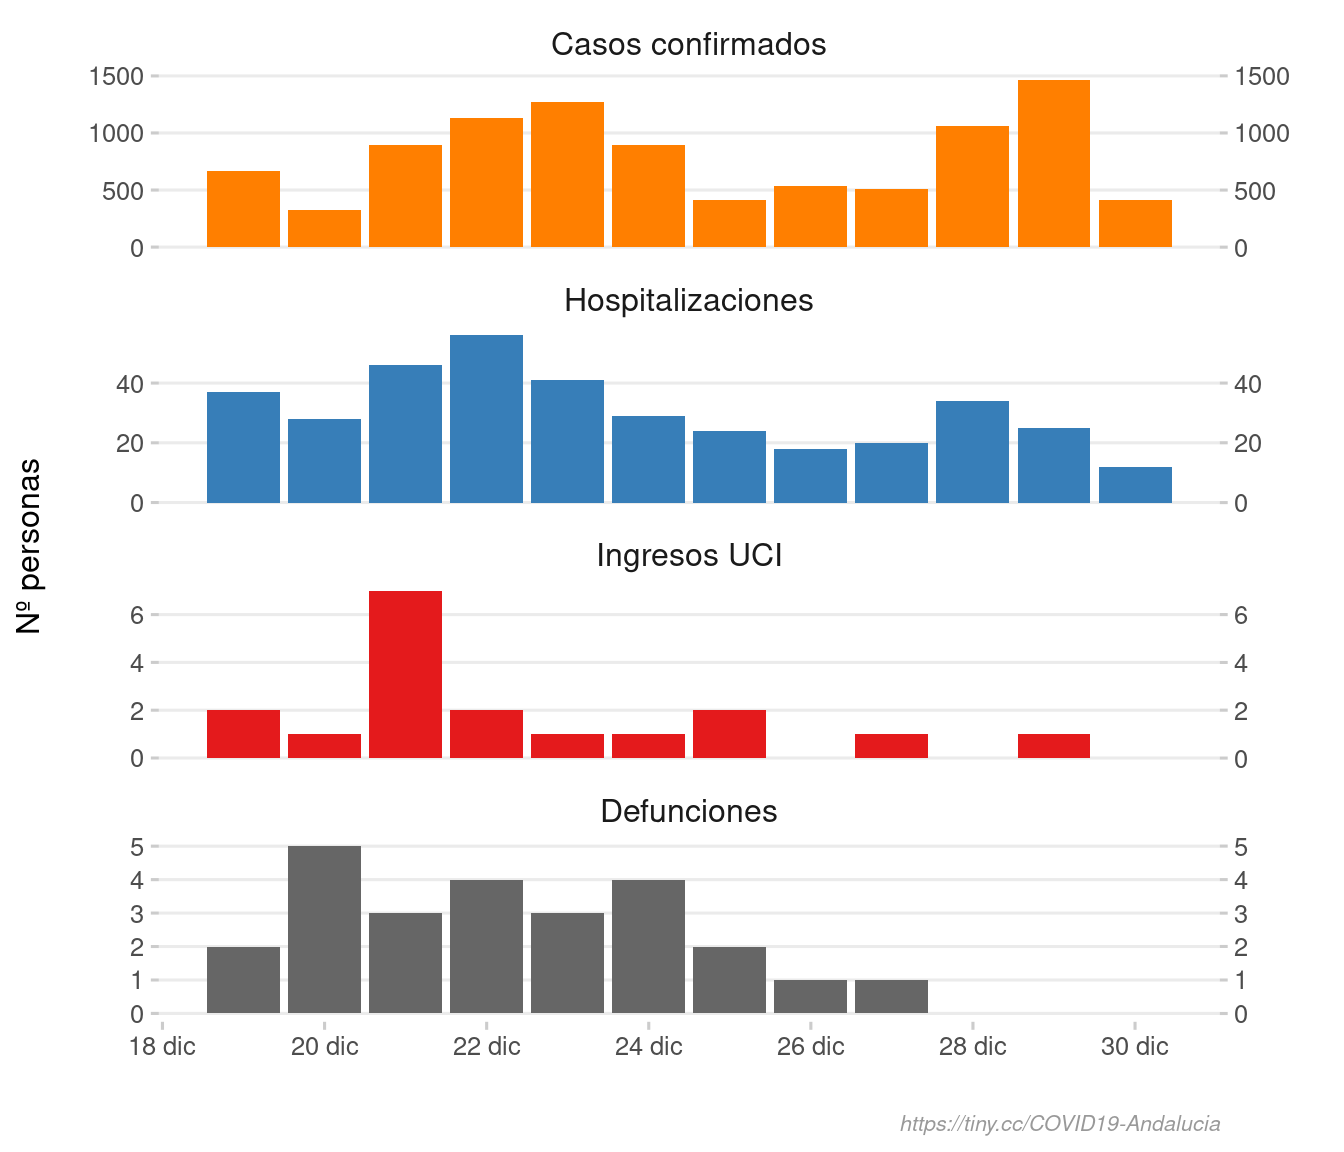 Casos confirmados
1500 1500
1000 1000
500 500
0 0
Hospitalizaciones
40 40
20 20
0 0
Nº personas
Ingresos UCI
6 6
4 4
2 2
0 0
Defunciones
5 5
4 4
3 3
2 2
1 1
0 0
18 dic 20 dic 22 dic 24 dic 26 dic 28 dic 30 dic
https://tiny.cc/COVID19-Andalucia